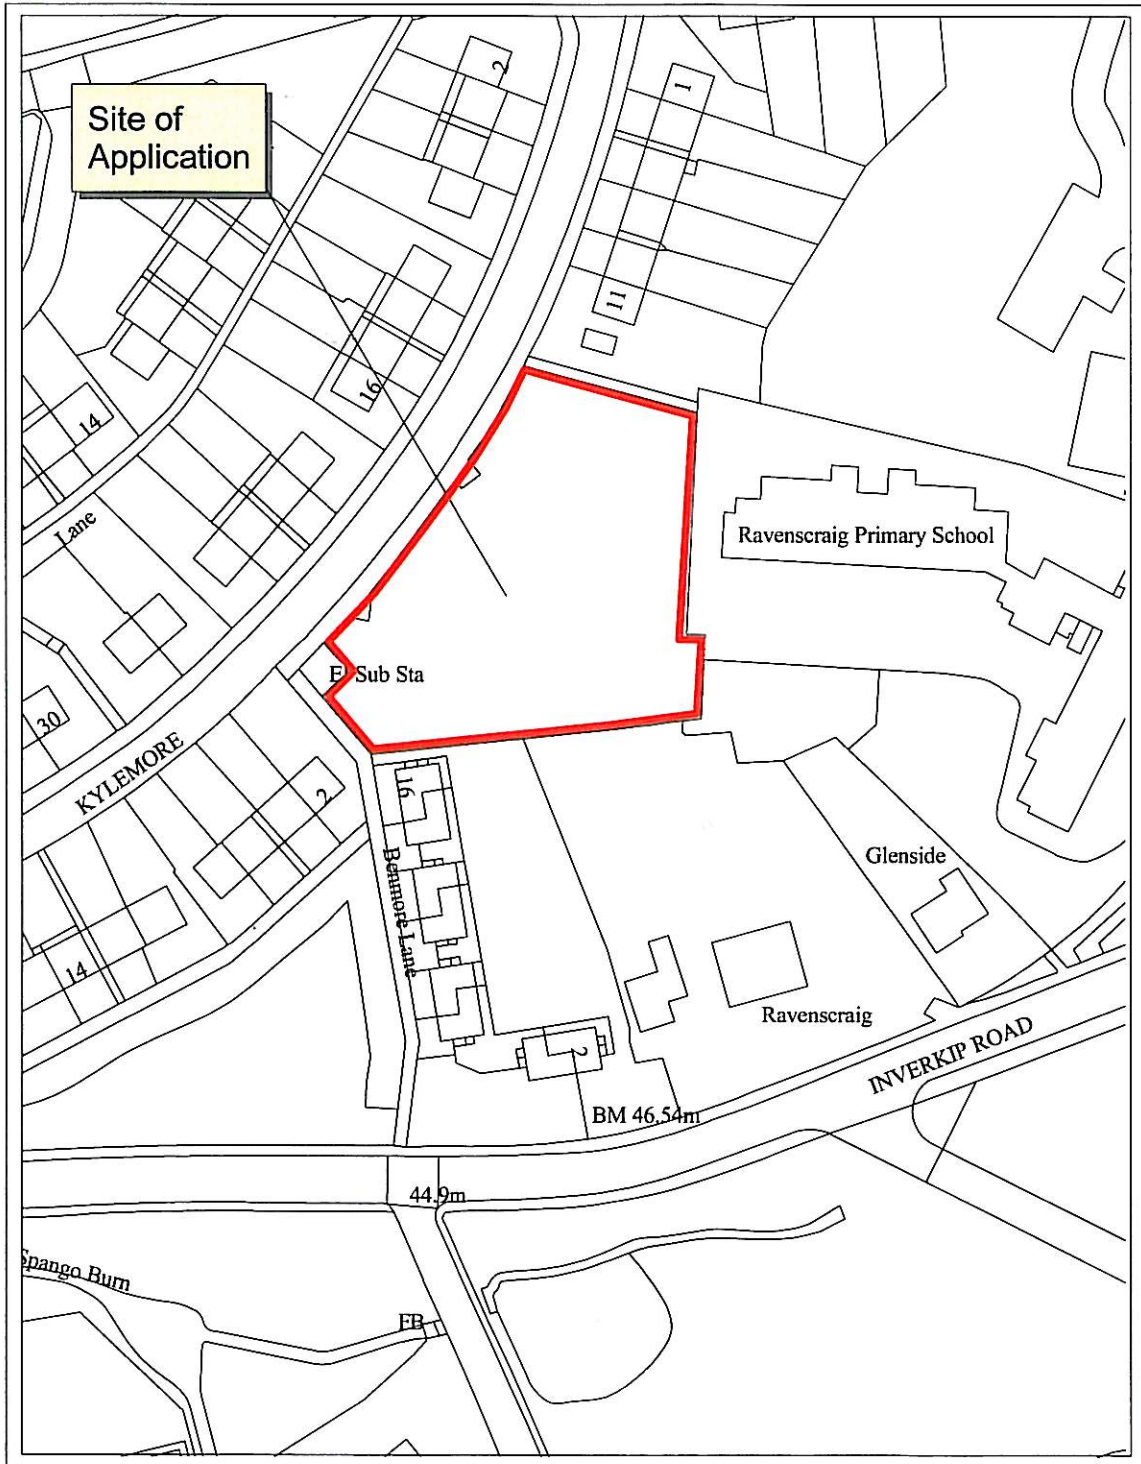 2
1
Site of
Application
11
16
14
Lane
Ravenscraig Primary School
El Sub Sta
30
KYLEMORE
16
2
Benmore Lane
Glenside
14
Ravenscraig
INVERKIP ROAD
2
BM 46.54m
44.9m
Spango Burn
FB